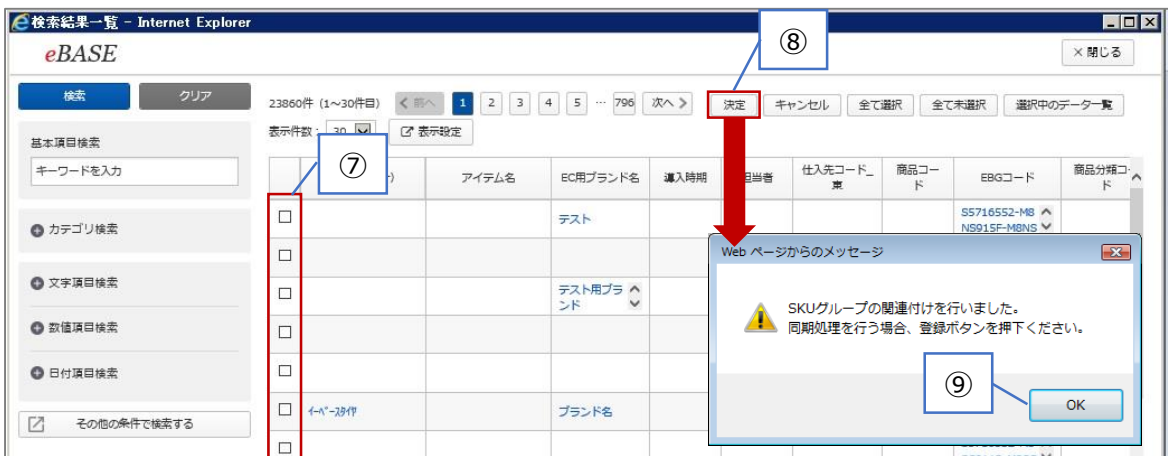 検索結果一覧 - Internet Explorer
eBASE
⑧
×閉じる
検索
クリア
23860件 (1～30件目)
前へ
1 2 3 4 5 … 796 次へ
決定
キャンセル
全て選択
全て未選択
選択中のデータ一覧
表示件数: 30
表示設定
基本項目検索
キーワードを入力
カテゴリ検索
文字項目検索
数値項目検索
日付項目検索
その他の条件で検索する
⑦
アイテム名
EC用ブランド名
導入時期
担当者
仕入先コード_
東
商品コー
ド
EBGコード
商品分類コー
ド
テスト
S5716552-M8
NS915F-M8NS
テスト用ブラ
ンド
イーベースタイヤ
ブランド名
Web ページからのメッセージ
SKUグループの関連付けを行いました。
同期処理を行う場合、登録ボタンを押下ください。
⑨
OK